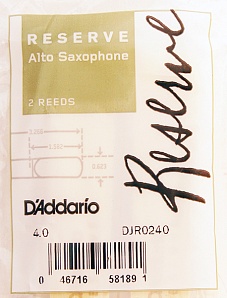 RESERVE
Alto Saxophone
2 REEDS
Reserve
D'Addario
4.0 DJR0240
0 46716 58189 1